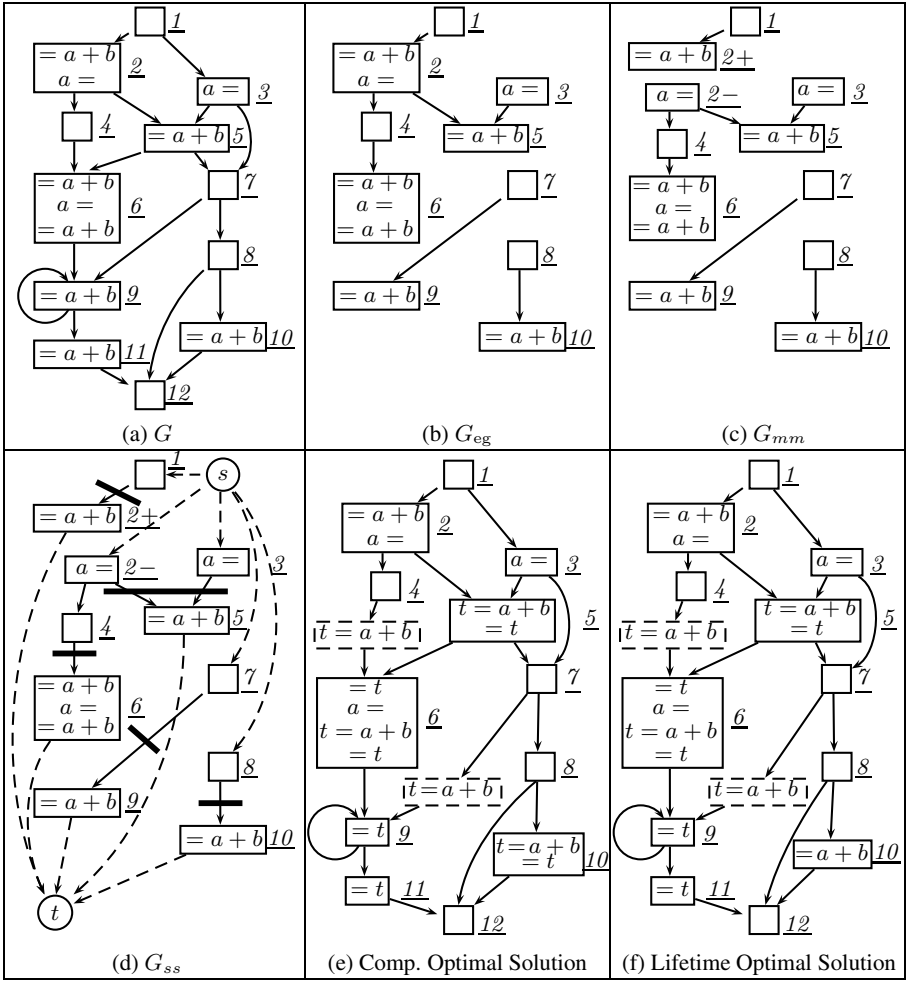 1
= a + b
a =
2
a =
3
4
= a + b
5
= a + b
a =
= a + b
6
7
8
= a + b
9
= a + b
10
= a + b
11
12
(a) G
1
= a + b
a =
2
a =
3
4
= a + b
5
= a + b
a =
= a + b
6
7
8
= a + b
9
= a + b
10
(b) G_eg
1
= a + b
2+
a =
2−
a =
3
4
= a + b
5
= a + b
a =
= a + b
6
7
8
= a + b
9
= a + b
10
(c) G_mm
1
s
= a + b
2+
a =
2−
a =
3
4
= a + b
5
= a + b
a =
= a + b
6
7
8
= a + b
9
= a + b
10
t
(d) G_ss
1
= a + b
a =
2
a =
3
4
t = a + b
= t
5
t = a + b
7
= t
a =
t = a + b
= t
6
8
t = a + b
= t
9
t = a + b
= t
10
= t
11
12
(e) Comp. Optimal Solution
1
= a + b
a =
2
a =
3
4
t = a + b
= t
5
t = a + b
7
= t
a =
t = a + b
= t
6
8
t = a + b
= t
9
= a + b
10
= t
11
12
(f) Lifetime Optimal Solution